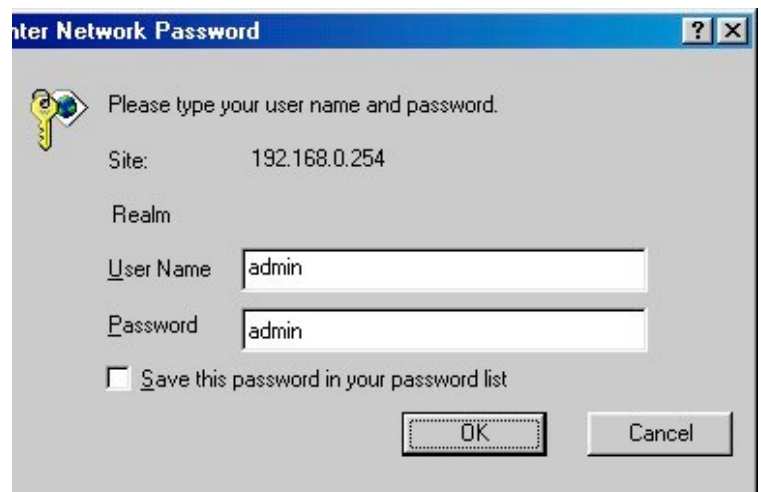 nter Network Password
Please type your user name and password.
Site: 192.168.0.254
Realm
User Name admin
Password admin
Save this password in your password list
OK Cancel